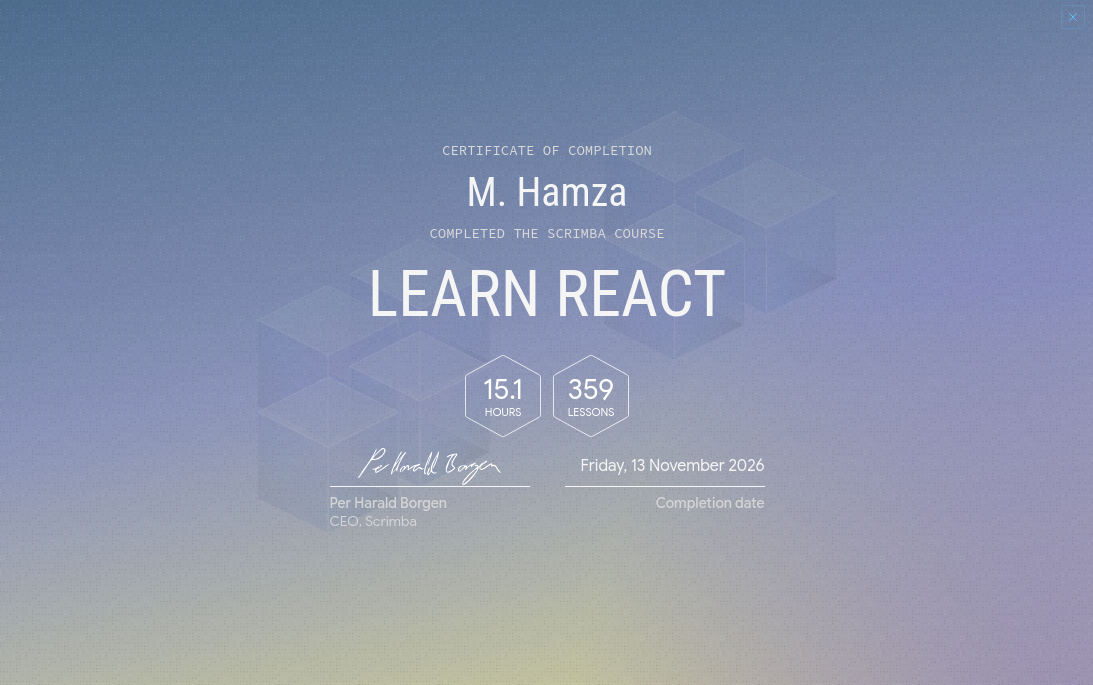 CERTIFICATE OF COMPLETION
M. Hamza
COMPLETED THE SCRIMBA COURSE
LEARN REACT
15.1 359
HOURS LESSONS
Per Harald Borgen Friday, 13 November 2026
Per Harald Borgen Completion date
CEO, Scrimba